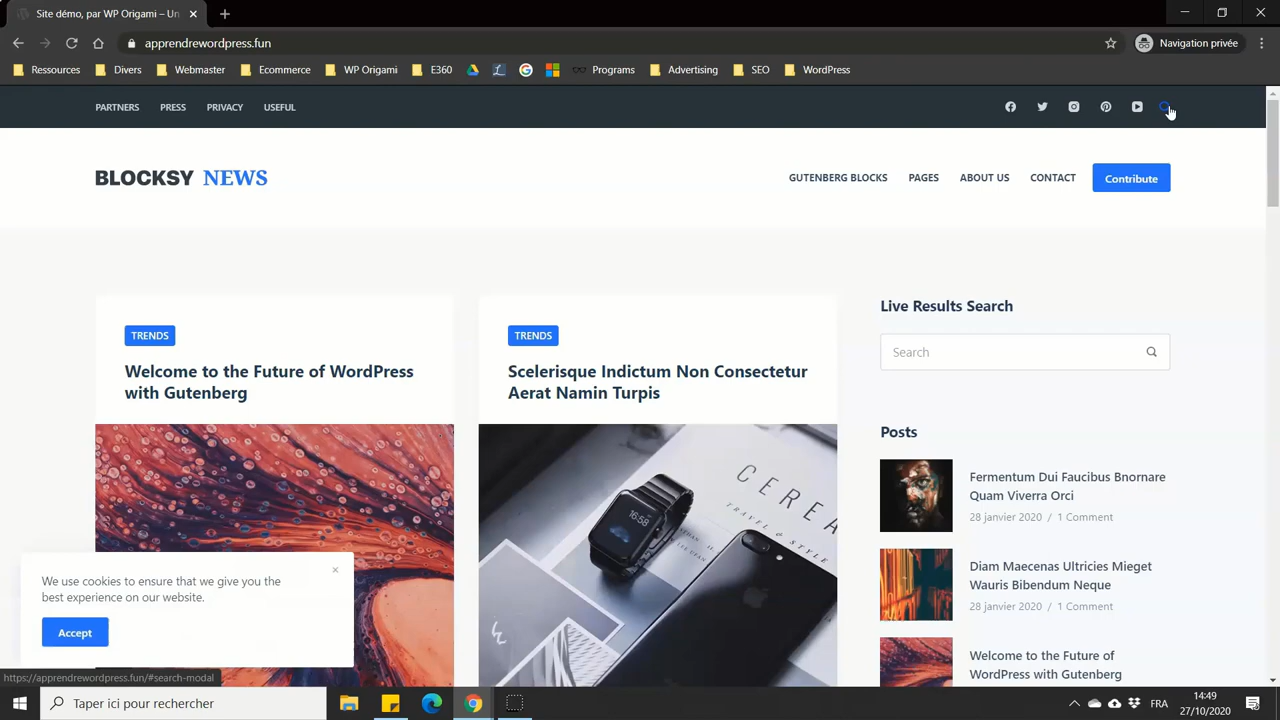 Site démo, par WP Origami – Un
apprendrewordpress.fun
Navigation privée
Ressources Divers Webmaster Ecommerce WP Origami E360 Programs Advertising SEO WordPress
PARTNERS PRESS PRIVACY USEFUL
BLOCKSY NEWS
GUTENBERG BLOCKS PAGES ABOUT US CONTACT Contribute
TRENDS
Welcome to the Future of WordPress
with Gutenberg
TRENDS
Scelerisque Indictum Non Consectetur
Aerat Namin Turpis
CEREA
TRAVEL & STYLE
16:58
Live Results Search
Search
Posts
Fermentum Dui Faucibus Bnornare
Quam Viverra Orci
28 janvier 2020 / 1 Comment
Diam Maecenas Ultricies Mieget
Wauris Bibendum Neque
28 janvier 2020 / 1 Comment
Welcome to the Future of
WordPress with Gutenberg
We use cookies to ensure that we give you the
best experience on our website.
Accept
https://apprendrewordpress.fun/#search-modal
Taper ici pour rechercher
FRA
14:49
27/10/2020